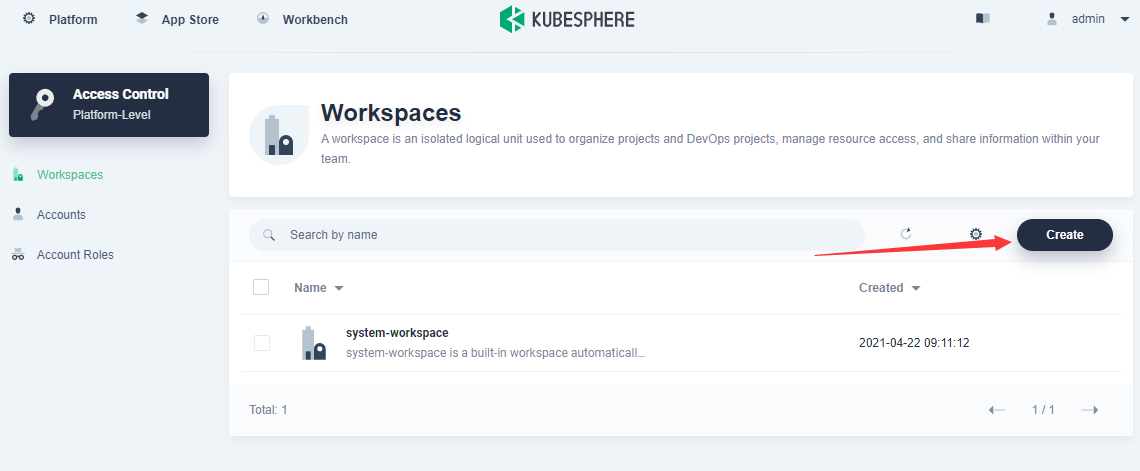 Platform
App Store
Workbench
KUBESPHERE
admin
Access Control
Platform-Level
Workspaces
Accounts
Account Roles
Workspaces
A workspace is an isolated logical unit used to organize projects and DevOps projects, manage resource access, and share information within your
team.
Search by name
Create
Name
Created
system-workspace
system-workspace is a built-in workspace automaticall...
2021-04-22 09:11:12
Total: 1
1 / 1